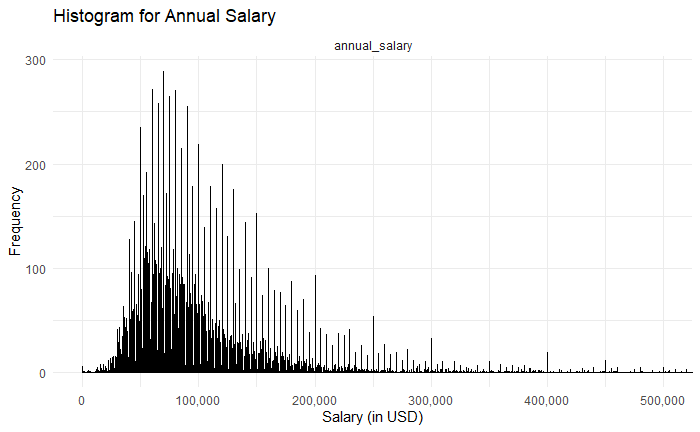 Histogram for Annual Salary
annual_salary
300
200
100
0
Frequency
0 100,000 200,000 300,000 400,000 500,000
Salary (in USD)